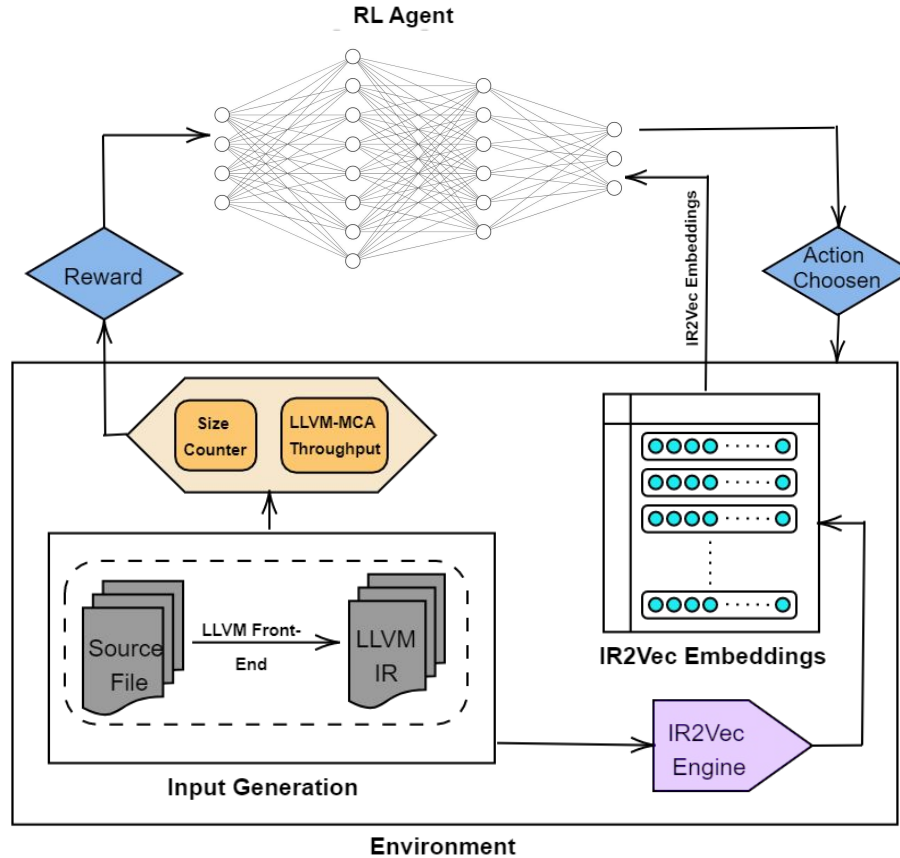 RL Agent
IR2Vec Embeddings
Reward
Action
Choosen
Size
Counter
LLVM-MCA
Throughput
LLVM Front-
End
Source
File
LLVM
IR
Input Generation
IR2Vec Embeddings
IR2Vec
Engine
Environment